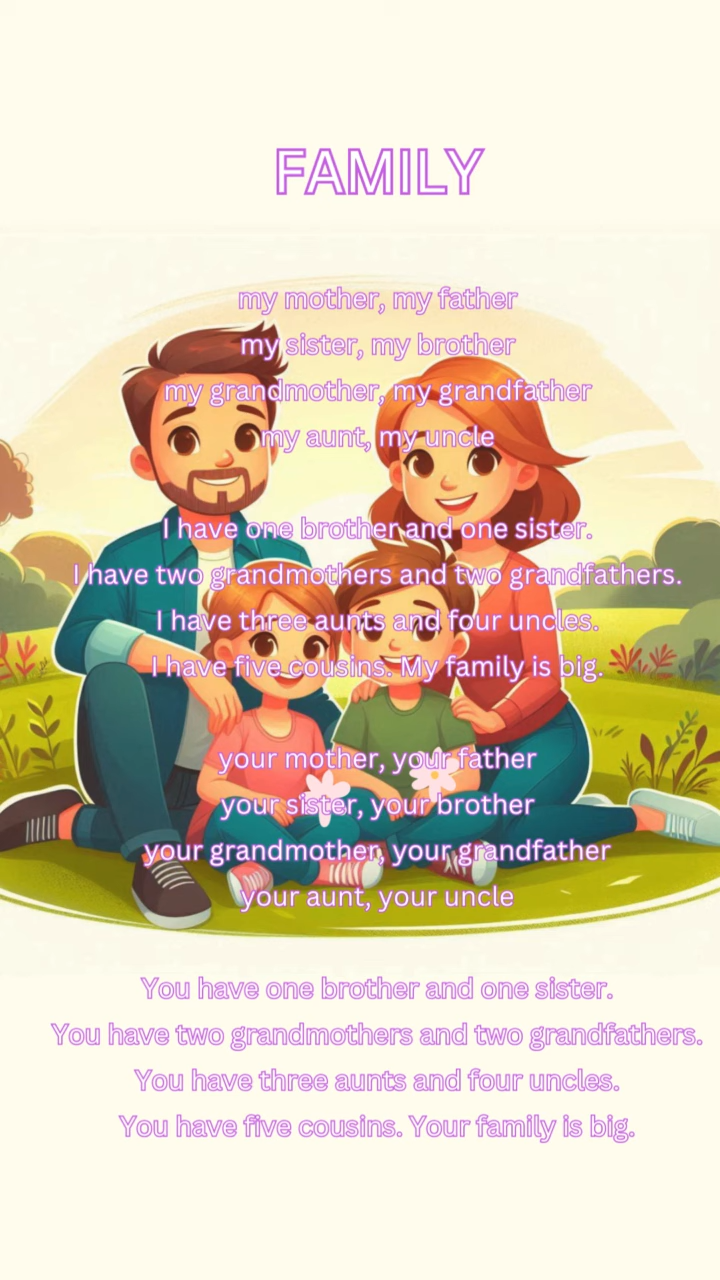 FAMILY
my mother, my father
my sister, my brother
my grandmother, my grandfather
my aunt, my uncle
I have one brother and one sister.
I have two grandmothers and two grandfathers.
I have three aunts and four uncles.
I have five cousins. My family is big.
your mother, your father
your sister, your brother
your grandmother, your grandfather
your aunt, your uncle
You have one brother and one sister.
You have two grandmothers and two grandfathers.
You have three aunts and four uncles.
You have five cousins. Your family is big.